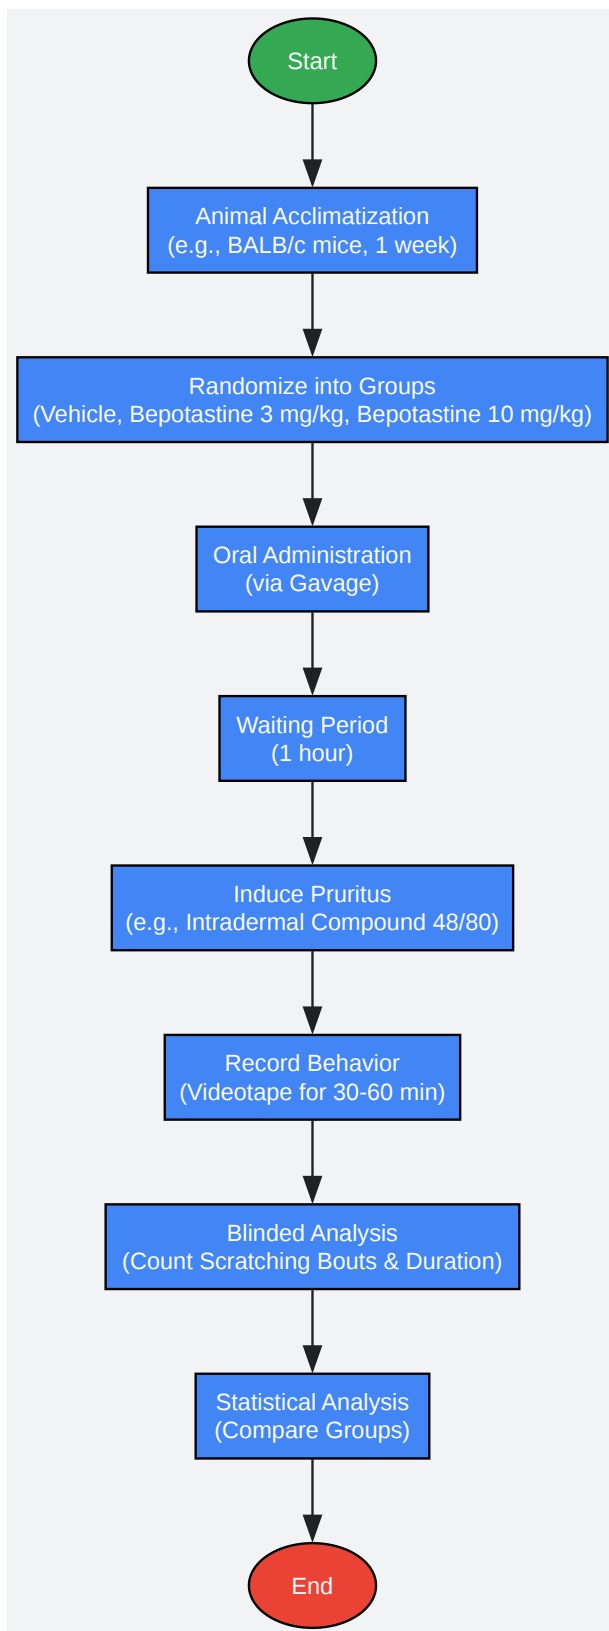 Start
Animal Acclimatization
(e.g., BALB/c mice, 1 week)
Randomize into Groups
(Vehicle, Bepotastine 3 mg/kg, Bepotastine 10 mg/kg)
Oral Administration
(via Gavage)
Waiting Period
(1 hour)
Induce Pruritus
(e.g., Intradermal Compound 48/80)
Record Behavior
(Videotape for 30-60 min)
Blinded Analysis
(Count Scratching Bouts & Duration)
Statistical Analysis
(Compare Groups)
End